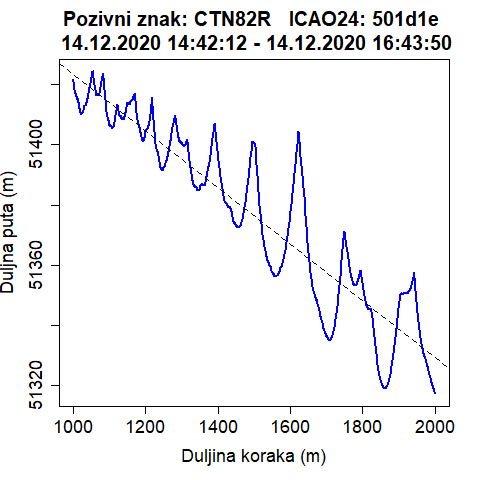 Pozivni znak: CTN82R ICAO24: 501d1e
14.12.2020 14:42:12 - 14.12.2020 16:43:50
Duljna puta (m)
51400
51360
51320
1000 1200 1400 1600 1800 2000
Duljina koraka (m)